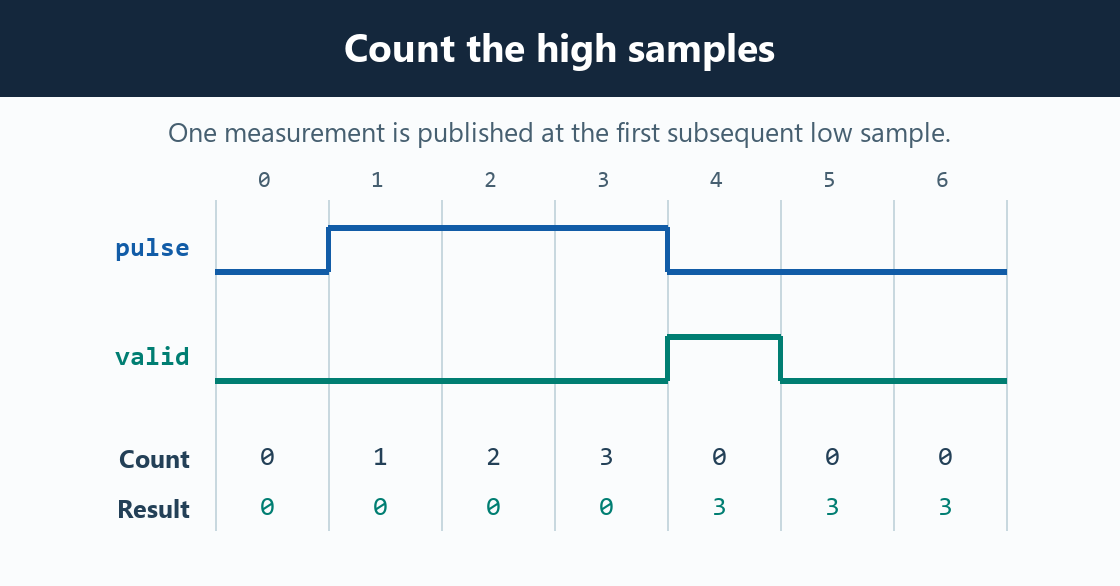 Count the high samples
One measurement is published at the first subsequent low sample.
0 1 2 3 4 5 6
pulse
valid
Count 0 1 2 3 0 0 0
Result 0 0 0 0 3 3 3